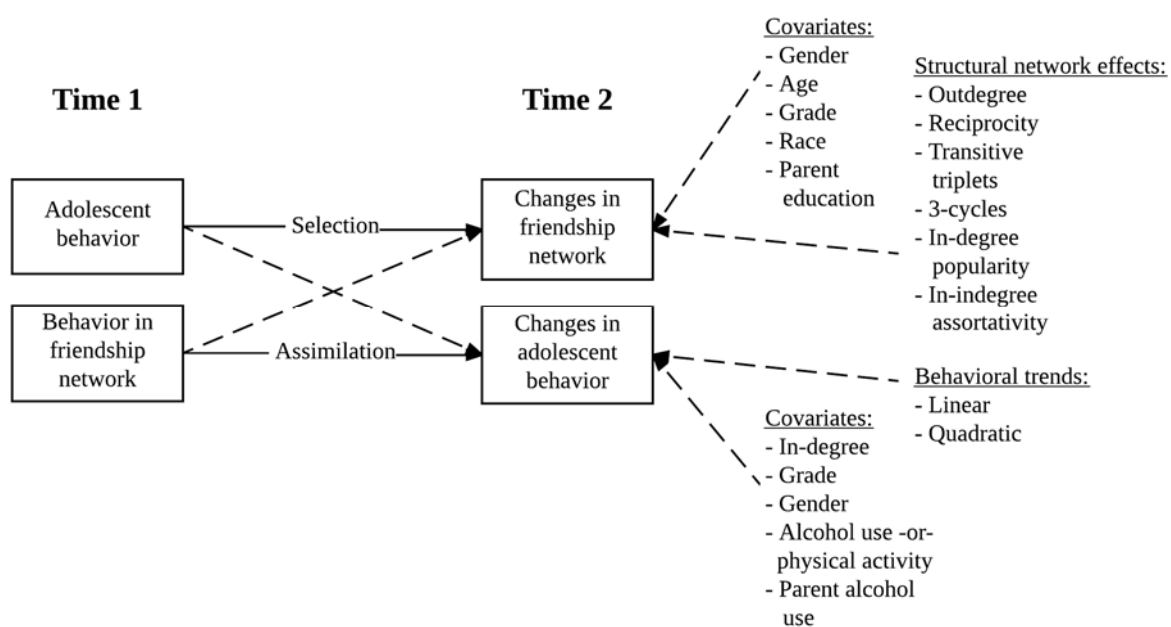 Time 1
Time 2
Adolescent
behavior
Selection
Changes in
friendship
network
Behavior in
friendship
network
Assimilation
Changes in
adolescent
behavior
Covariates:
- Gender
- Age
- Grade
- Race
- Parent
education
Structural network effects:
- Outdegree
- Reciprocity
- Transitive
triplets
- 3-cycles
- In-degree
popularity
- In-indegree
assortativity
Behavioral trends:
- Linear
- Quadratic
Covariates:
- In-degree
- Grade
- Gender
- Alcohol use -or-
physical activity
- Parent alcohol
use